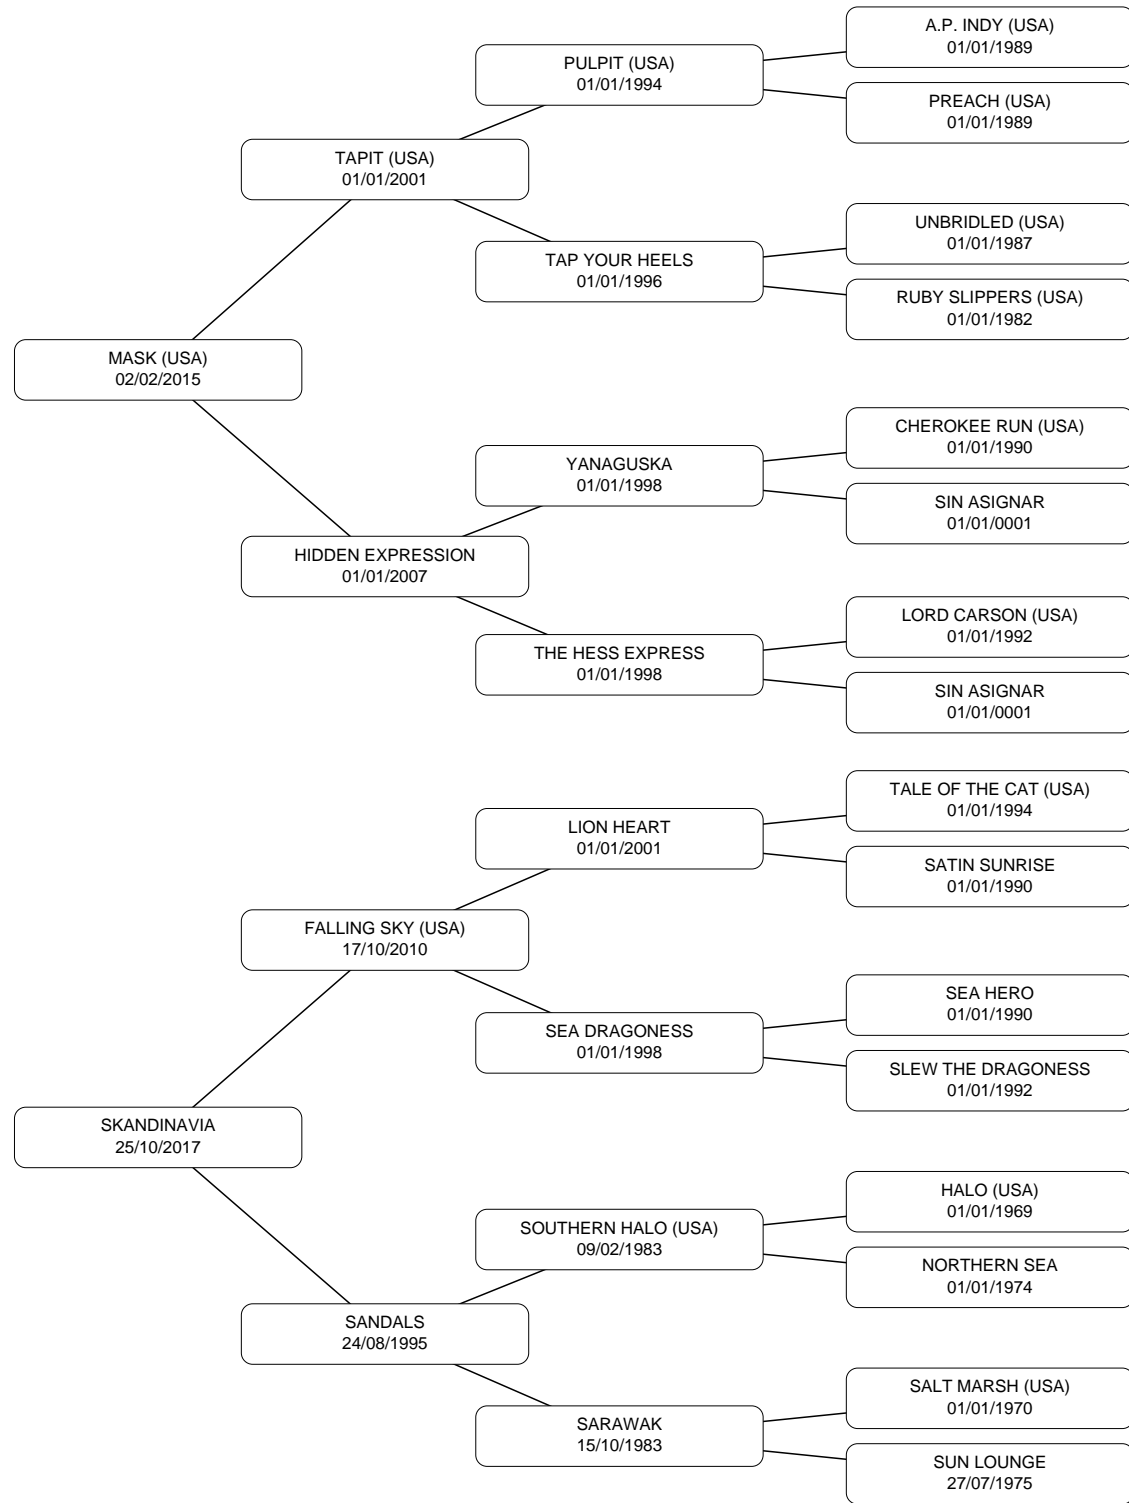 A.P. INDY (USA)
01/01/1989
PULPIT (USA)
01/01/1994
PREACH (USA)
01/01/1989
TAPIT (USA)
01/01/2001
UNBRIDLED (USA)
01/01/1987
TAP YOUR HEELS
01/01/1996
RUBY SLIPPERS (USA)
01/01/1982
MASK (USA)
02/02/2015
CHEROKEE RUN (USA)
01/01/1990
YANAGUSKA
01/01/1998
SIN ASIGNAR
01/01/0001
HIDDEN EXPRESSION
01/01/2007
LORD CARSON (USA)
01/01/1992
THE HESS EXPRESS
01/01/1998
SIN ASIGNAR
01/01/0001
TALE OF THE CAT (USA)
01/01/1994
LION HEART
01/01/2001
SATIN SUNRISE
01/01/1990
FALLING SKY (USA)
17/10/2010
SEA HERO
01/01/1990
SEA DRAGONESS
01/01/1998
SLEW THE DRAGONESS
01/01/1992
SKANDINAVIA
25/10/2017
HALO (USA)
01/01/1969
SOUTHERN HALO (USA)
09/02/1983
NORTHERN SEA
01/01/1974
SANDALS
24/08/1995
SALT MARSH (USA)
01/01/1970
SARAWAK
15/10/1983
SUN LOUNGE
27/07/1975